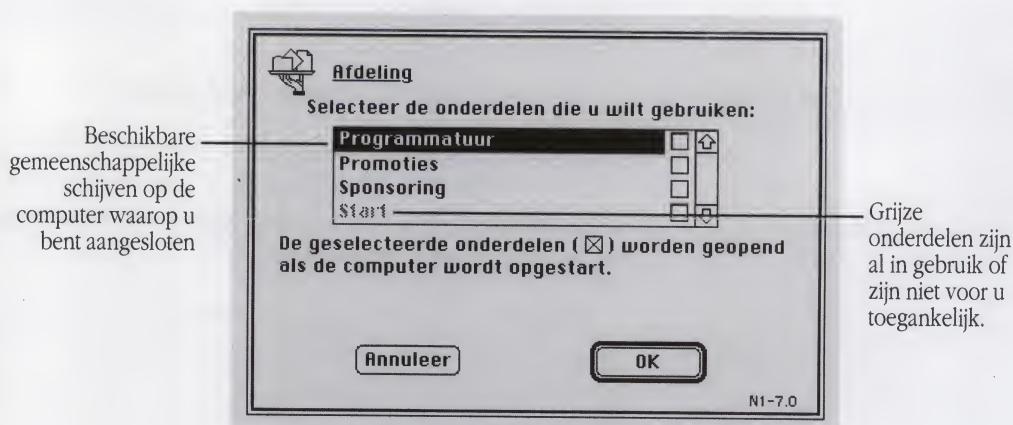 Afdeling
Selecteer de onderdelen die u wilt gebruiken:
Beschikbare
gemeenschappelijke
schijven op de
computer waarop u
bent aangesloten
Programmatuur
Promoties
Sponsoring
Start
Grijze
onderdelen zijn
al in gebruik of
zijn niet voor u
toegankelijk.
De geselecteerde onderdelen ( ☒ ) worden geopend
als de computer wordt opgestart.
Annuleer
OK
N1-7.0